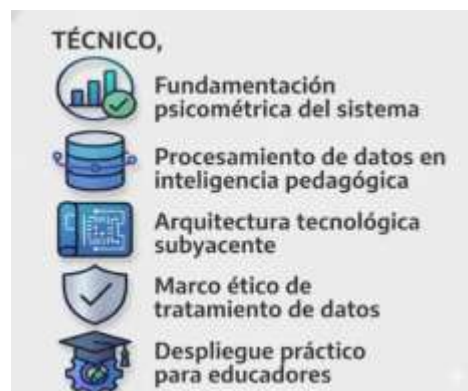 TÉCNICO,
Fundamentación
psicométrica del sistema
Procesamiento de datos en
inteligencia pedagógica
Arquitectura tecnológica
subyacente
Marco ético de
tratamiento de datos
Despliegue práctico
para educadores